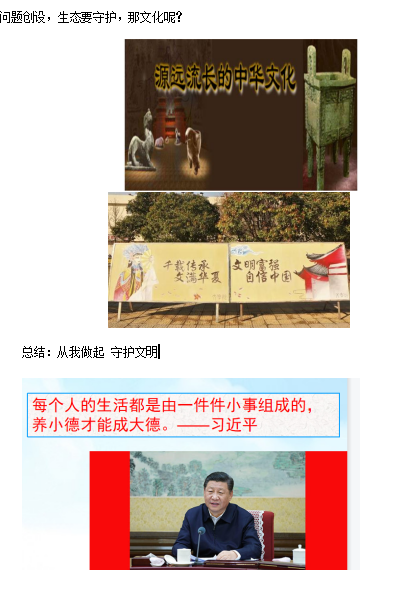 问题创设，生态要守护，那文化呢？
源远流长的中华文化
千载传承
文满华夏
文明富强
自信中国
总结：从我做起 守护文明
每个人的生活都是由一件件小事组成的，
养小德才能成大德。——习近平